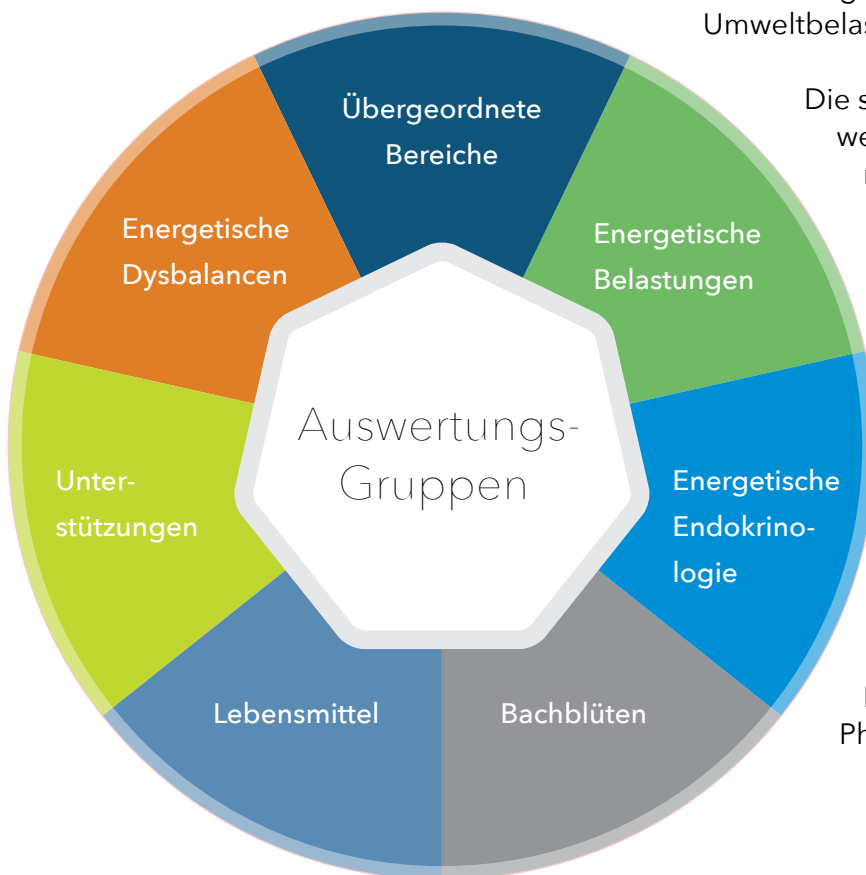 Umweltbelas
Die s
we
Übergeordnete
Bereiche
Energetische
Dysbalancen
Energetische
Belastungen
Auswertungs-
Gruppen
Unter-
stützungen
Energetische
Endokrino-
logie
Lebensmittel
Bachblüten
Ph